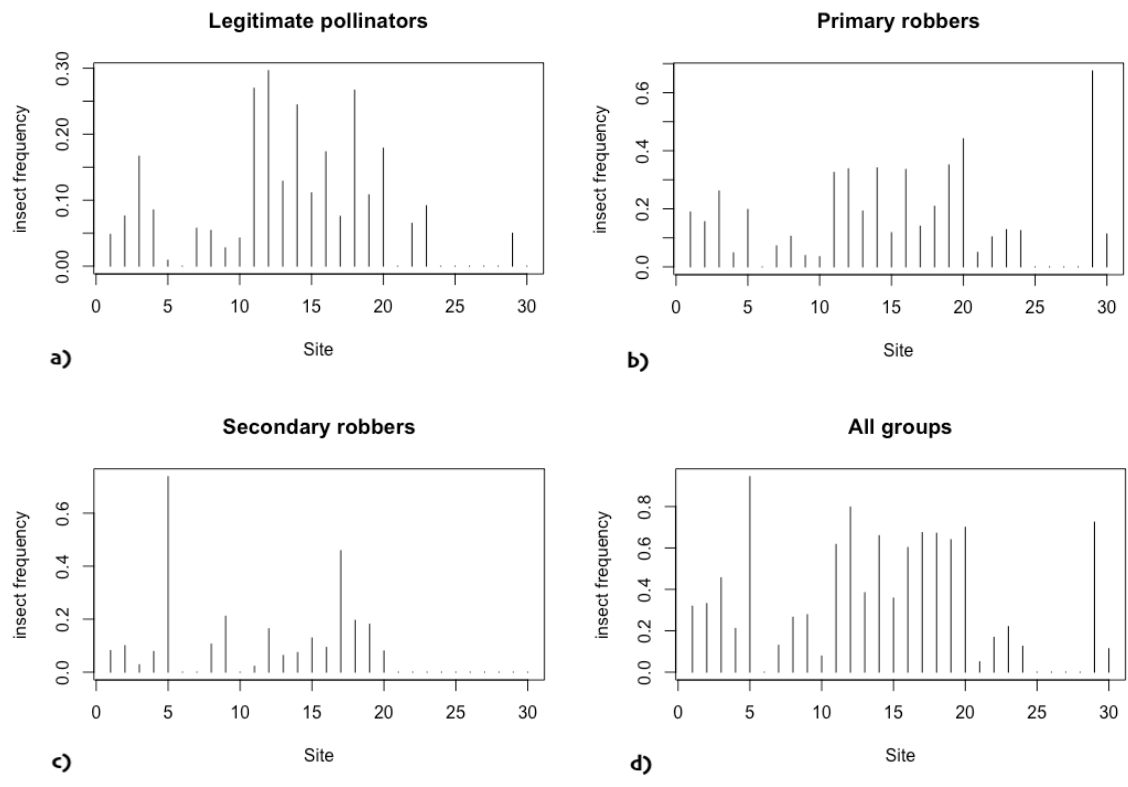 Legitimate pollinators
insect frequency
0.00 0.10 0.20 0.30
0 5 10 15 20 25 30
Site
a)
Primary robbers
insect frequency
0.0 0.2 0.4 0.6
0 5 10 15 20 25 30
Site
b)
Secondary robbers
insect frequency
0.0 0.2 0.4 0.6
0 5 10 15 20 25 30
Site
c)
All groups
insect frequency
0.0 0.2 0.4 0.6 0.8
0 5 10 15 20 25 30
Site
d)